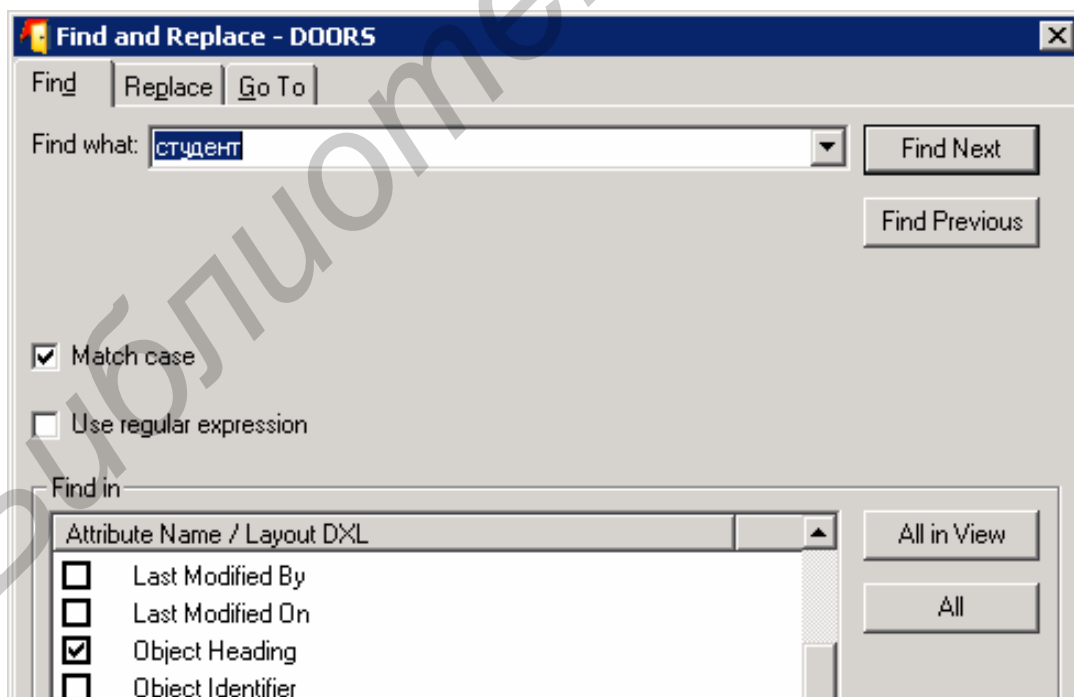 Find and Replace - DOORS
Find Replace Go To
Find what: студент
Find Next
Find Previous
Match case
Use regular expression
Find in
Attribute Name / Layout DXL
All in View
Last Modified By
Last Modified On
All
Object Heading
Object Identifier